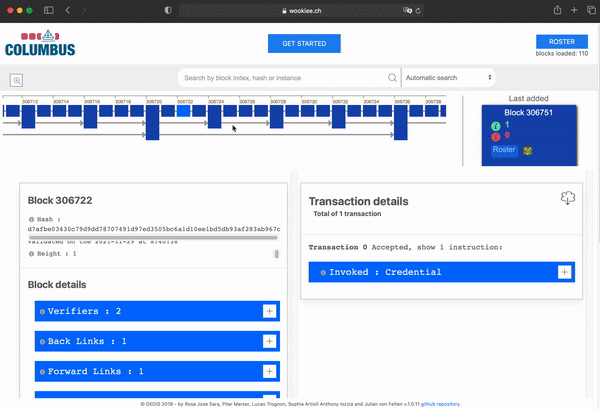 wookiee.ch
COLUMBUS
GET STARTED
ROSTER
blocks loaded: 110
Search by block index, hash or instance
Automatic search
306712 306714 306716 306718 306720 306722 306724 306726 306728 306730 306732 306734 306736 306738
Last added
Block 306751
1
Roster
Block 306722
Hash :
d7afbe03430c79d9dd78707491d97ed3505bc6a1d10ee1bd5db93af283ab967c
Validated on the 2021-11-29 at 8:40:38
Height : 1
Block details
Verifiers : 2
Back Links : 1
Forward Links : 1
Transaction details
Total of 1 transaction
Transaction 0 Accepted, show 1 instruction:
Invoked : Credential
© DEDIS 2018 - by Rosa Jose Sara, Pilar Marxer, Lucas Trognon, Sophia Artioli Anthony Iozzia and Julian von Felten v.1.0.11 github repository